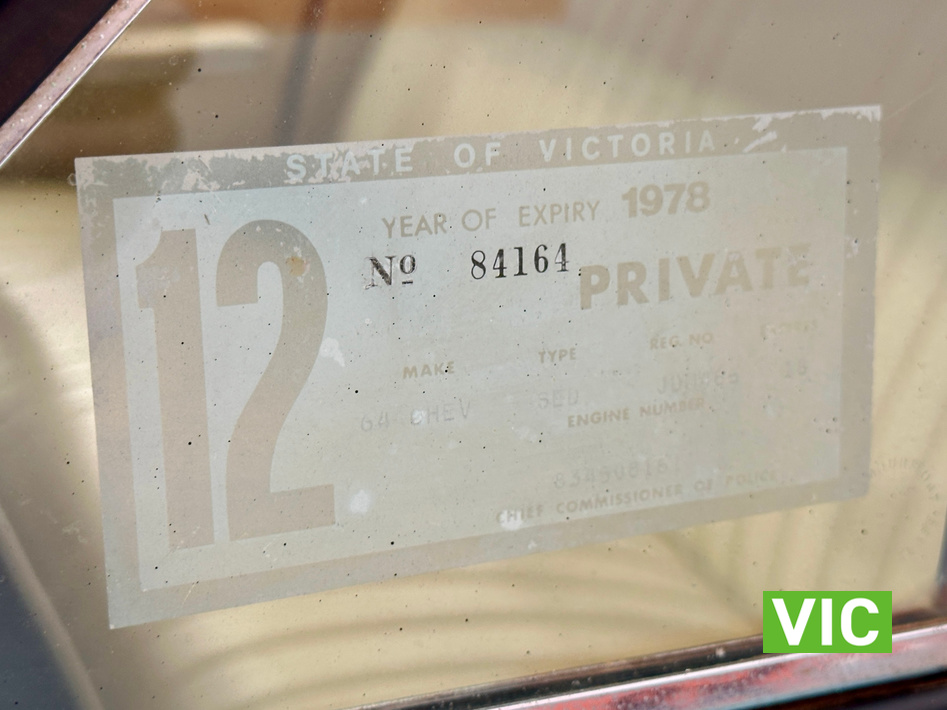 STATE OF VICTORIA
12
YEAR OF EXPIRY 1978
Nº 84164
PRIVATE
MAKE TYPE REG. NO.
64 CHEV SED
ENGINE NUMBER
CHIEF COMMISSIONER OF POLICE
VIC